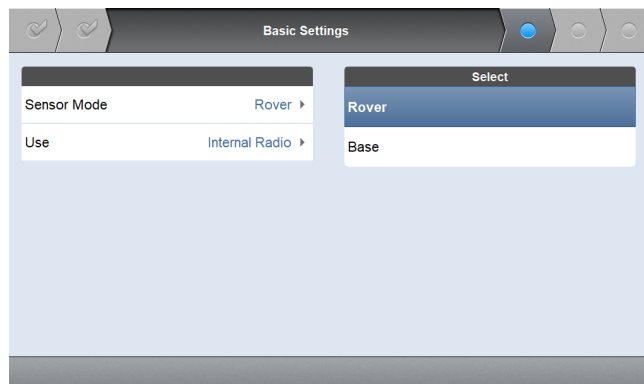 Basic Settings
Select
Sensor Mode Rover
Rover
Use Internal Radio
Base